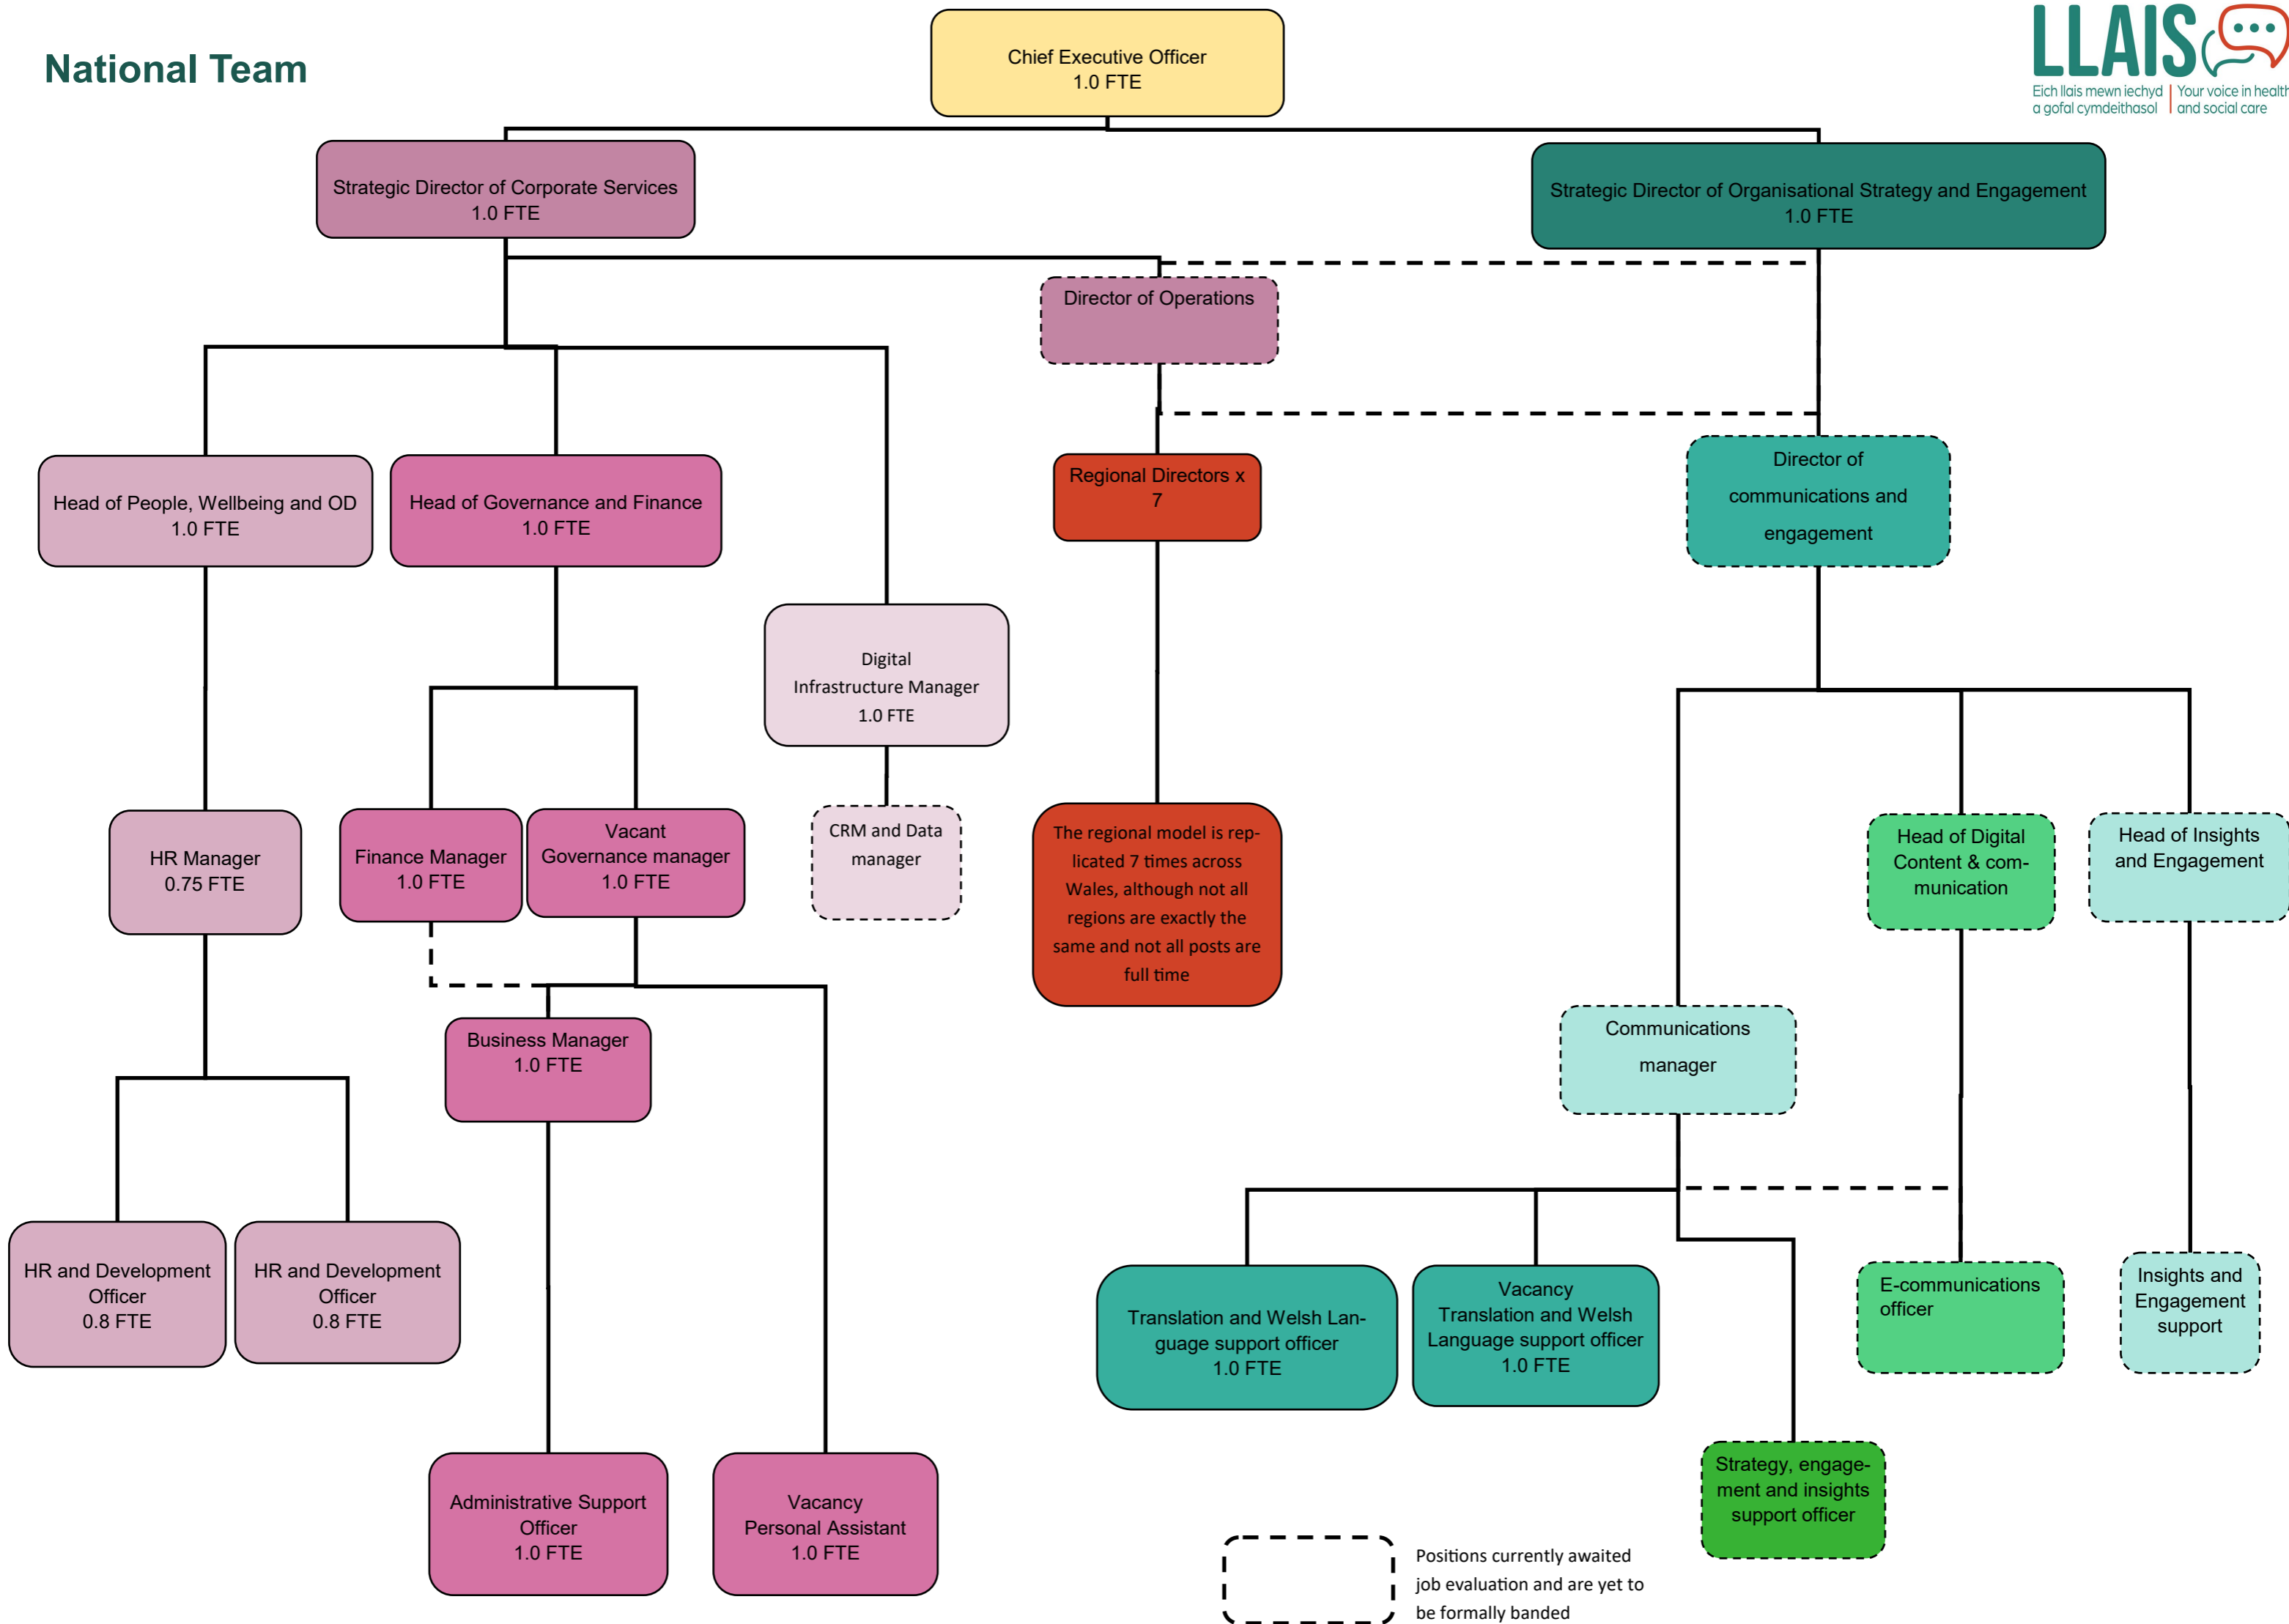 National Team
LLAIS
Eich llais mewn iechyd
a gofal cymdeithasol
Your voice in health
and social care
Chief Executive Officer
1.0 FTE
Strategic Director of Corporate Services
1.0 FTE
Strategic Director of Organisational Strategy and Engagement
1.0 FTE
Director of Operations
Head of People, Wellbeing and OD
1.0 FTE
Head of Governance and Finance
1.0 FTE
Regional Directors x
7
Director of
communications and
engagement
Digital
Infrastructure Manager
1.0 FTE
HR Manager
0.75 FTE
Finance Manager
1.0 FTE
Vacant
Governance manager
1.0 FTE
CRM and Data
manager
The regional model is rep-
licated 7 times across
Wales, although not all
regions are exactly the
same and not all posts are
full time
Head of Digital
Content & com-
munication
Head of Insights
and Engagement
Business Manager
1.0 FTE
Communications
manager
HR and Development
Officer
0.8 FTE
HR and Development
Officer
0.8 FTE
Translation and Welsh Lan-
guage support officer
1.0 FTE
Vacancy
Translation and Welsh
Language support officer
1.0 FTE
E-communications
officer
Insights and
Engagement
support
Administrative Support
Officer
1.0 FTE
Vacancy
Personal Assistant
1.0 FTE
Strategy, engage-
ment and insights
support officer
Positions currently awaited
job evaluation and are yet to
be formally banded